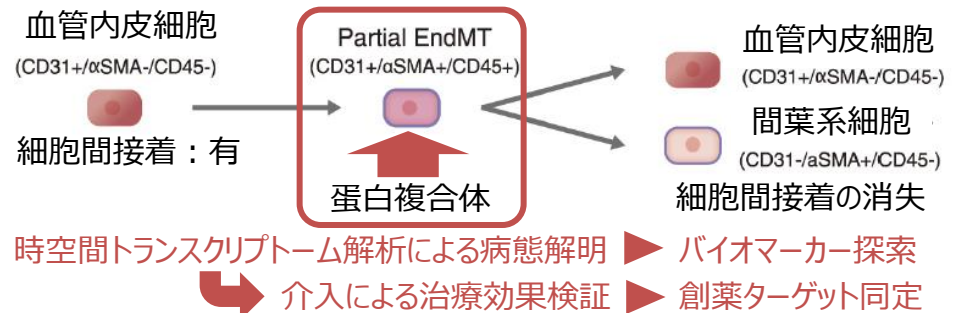 血管内皮細胞
(CD31+/αSMA-/CD45-)
細胞間接着：有
Partial EndMT
(CD31+/αSMA+/CD45+)
蛋白複合体
血管内皮細胞
(CD31+/αSMA-/CD45-)
間葉系細胞
(CD31-/aSMA+/CD45-)
細胞間接着の消失
時空間トランスクリプトーム解析による病態解明 ▶ バイオマーカー探索
介入による治療効果検証 ▶ 創薬ターゲット同定